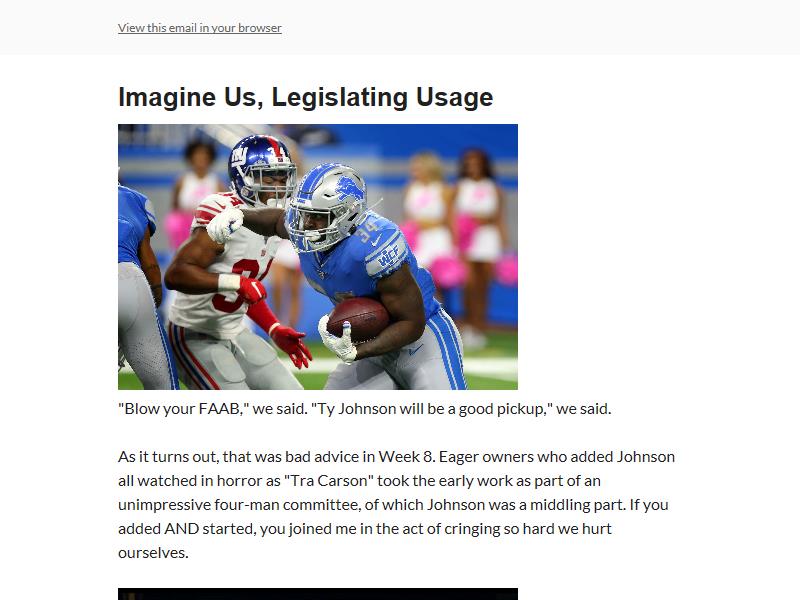 View this email in your browser
Imagine Us, Legislating Usage
NY
34
WCF
"Blow your FAAB," we said. "Ty Johnson will be a good pickup," we said.
As it turns out, that was bad advice in Week 8. Eager owners who added Johnson
all watched in horror as "Tra Carson" took the early work as part of an
unimpressive four-man committee, of which Johnson was a middling part. If you
added AND started, you joined me in the act of cringing so hard we hurt
ourselves.